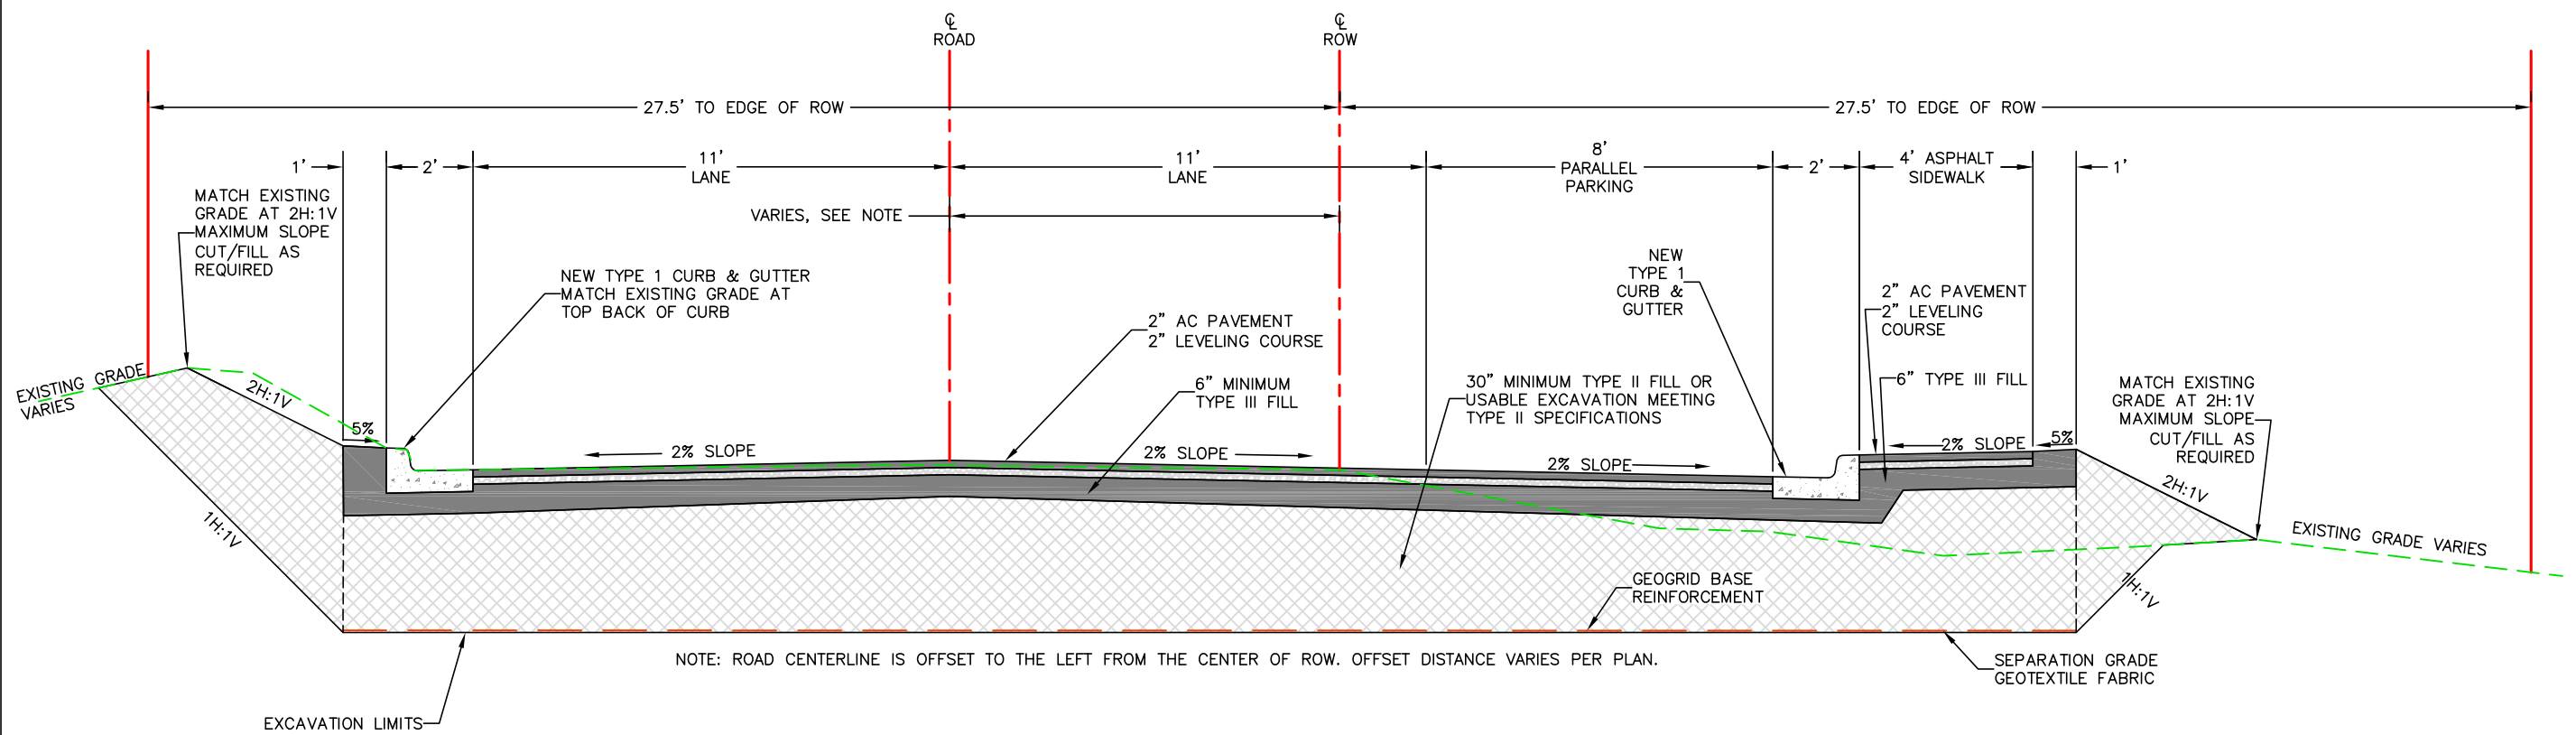 ℄
ROAD
℄
ROW
27.5' TO EDGE OF ROW
27.5' TO EDGE OF ROW
1'
2'
11'
LANE
11'
LANE
8'
PARALLEL
PARKING
2'
4' ASPHALT
SIDEWALK
1'
MATCH EXISTING
GRADE AT 2H:1V
MAXIMUM SLOPE
CUT/FILL AS
REQUIRED
VARIES, SEE NOTE
NEW TYPE 1 CURB & GUTTER
MATCH EXISTING GRADE AT
TOP BACK OF CURB
2" AC PAVEMENT
2" LEVELING COURSE
6" MINIMUM
TYPE III FILL
30" MINIMUM TYPE II FILL OR
USABLE EXCAVATION MEETING
TYPE II SPECIFICATIONS
NEW
TYPE 1
CURB &
GUTTER
2" AC PAVEMENT
2" LEVELING
COURSE
6" TYPE III FILL
MATCH EXISTING
GRADE AT 2H:1V
MAXIMUM SLOPE
CUT/FILL AS
REQUIRED
EXISTING GRADE
VARIES
2H:1V
5%
2% SLOPE
2% SLOPE
2% SLOPE
2% SLOPE
5%
2H:1V
EXISTING GRADE VARIES
1H:1V
1H:1V
GEOGRID BASE
REINFORCEMENT
NOTE: ROAD CENTERLINE IS OFFSET TO THE LEFT FROM THE CENTER OF ROW. OFFSET DISTANCE VARIES PER PLAN.
SEPARATION GRADE
GEOTEXTILE FABRIC
EXCAVATION LIMITS